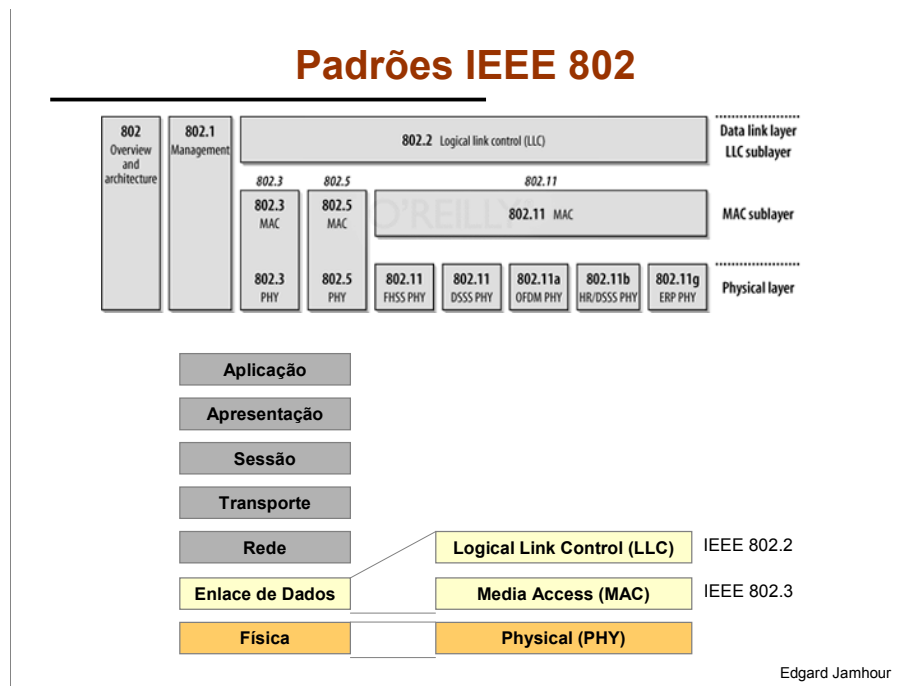 Padrões IEEE 802
802
Overview
and
architecture
802.1
Management
802.2 Logical link control (LLC)
Data link layer
LLC sublayer
802.3
802.5
802.11
802.3
MAC
802.5
MAC
O'REILLY
802.11 MAC
MAC sublayer
802.3
PHY
802.5
PHY
802.11
FHSS PHY
802.11
DSSS PHY
802.11a
OFDM PHY
802.11b
HR/DSSS PHY
802.11g
ERP PHY
Physical layer
Aplicação
Apresentação
Sessão
Transporte
Rede
Logical Link Control (LLC)
IEEE 802.2
Enlace de Dados
Media Access (MAC)
IEEE 802.3
Física
Physical (PHY)
Edgard Jamhour